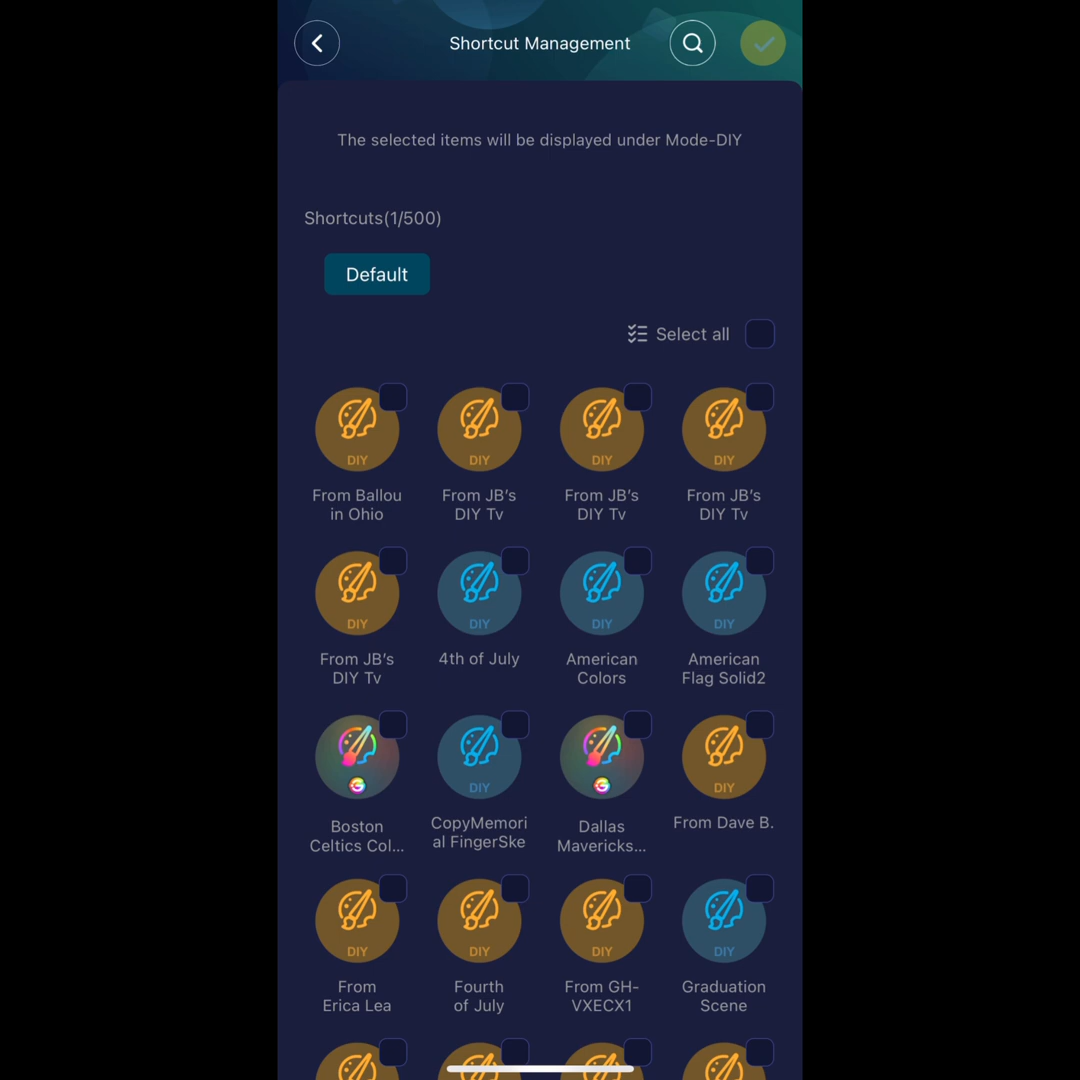 Shortcut Management
The selected items will be displayed under Mode-DIY
Shortcuts(1/500)
Default
Select all
DIY DIY DIY DIY
From Ballou From JB’s From JB’s From JB’s
in Ohio DIY Tv DIY Tv DIY Tv
DIY DIY DIY DIY
From JB’s 4th of July American American
DIY Tv Colors Flag Solid2
G DIY G DIY
Boston CopyMemori Dallas From Dave B.
Celtics Col... al FingerSke Mavericks...
DIY DIY DIY DIY
From Fourth From GH- Graduation
Erica Lea of July VXECX1 Scene